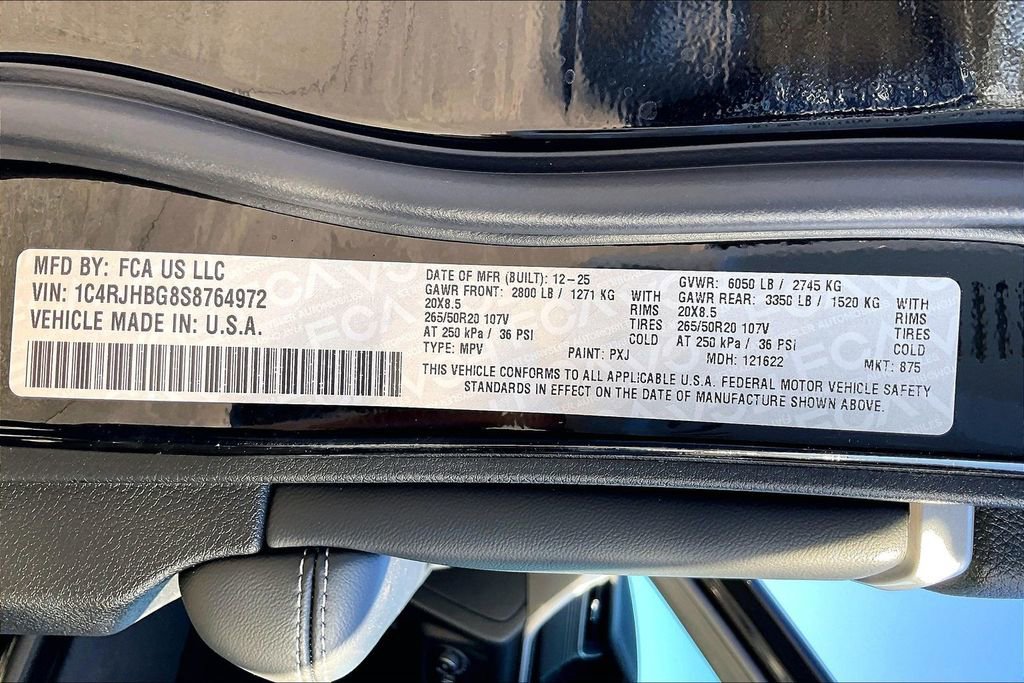 MFD BY: FCA US LLC
VIN: 1C4RJHBG8S8764972
VEHICLE MADE IN: U.S.A.
DATE OF MFR (BUILT): 12-25
GAWR FRONT: 2800 LB / 1271 KG WITH
20X8.5 RIMS
265/50R20 107V TIRES
AT 250 kPa / 36 PSI COLD
TYPE: MPV PAINT: PXJ
GVWR: 6050 LB / 2745 KG
GAWR REAR: 3350 LB / 1520 KG WITH
20X8.5 RIMS
265/50R20 107V TIRES
AT 250 kPa / 36 PSI COLD
MDH: 121622 MKT: 875
THIS VEHICLE CONFORMS TO ALL APPLICABLE U.S.A. FEDERAL MOTOR VEHICLE SAFETY
STANDARDS IN EFFECT ON THE DATE OF MANUFACTURE SHOWN ABOVE.